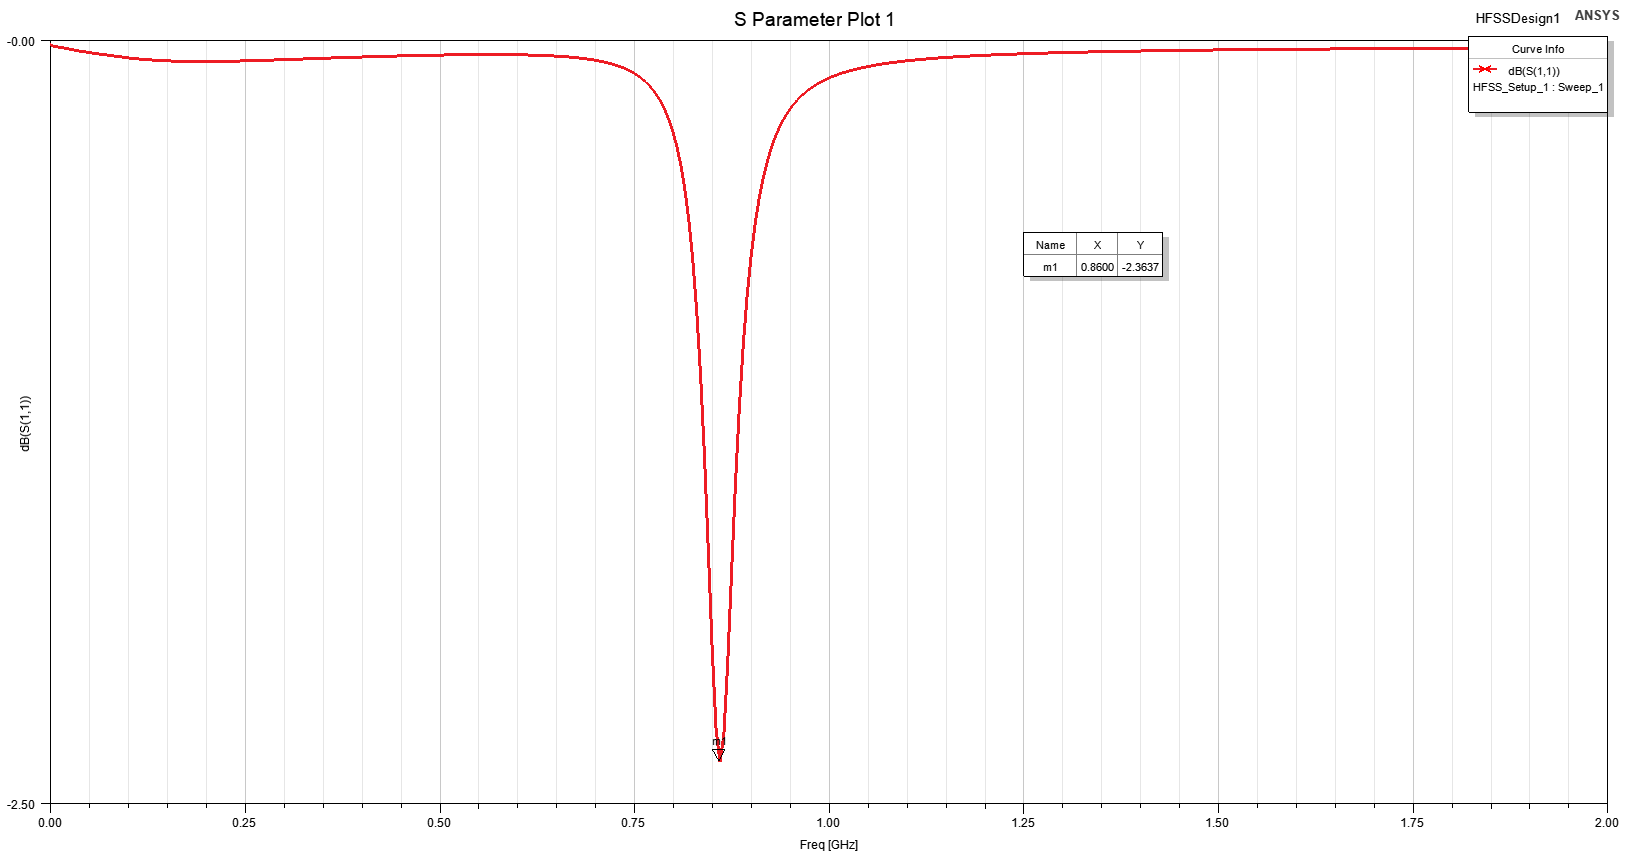 S Parameter Plot 1
HFSSDesign1
ANSYS
-0.00
Curve Info
dB(S(1,1))
HFSS_Setup_1 : Sweep_1
Name X Y
m1 0.8600 -2.3637
dB(S(1,1))
m1
-2.50
0.00 0.25 0.50 0.75 1.00 1.25 1.50 1.75 2.00
Freq [GHz]